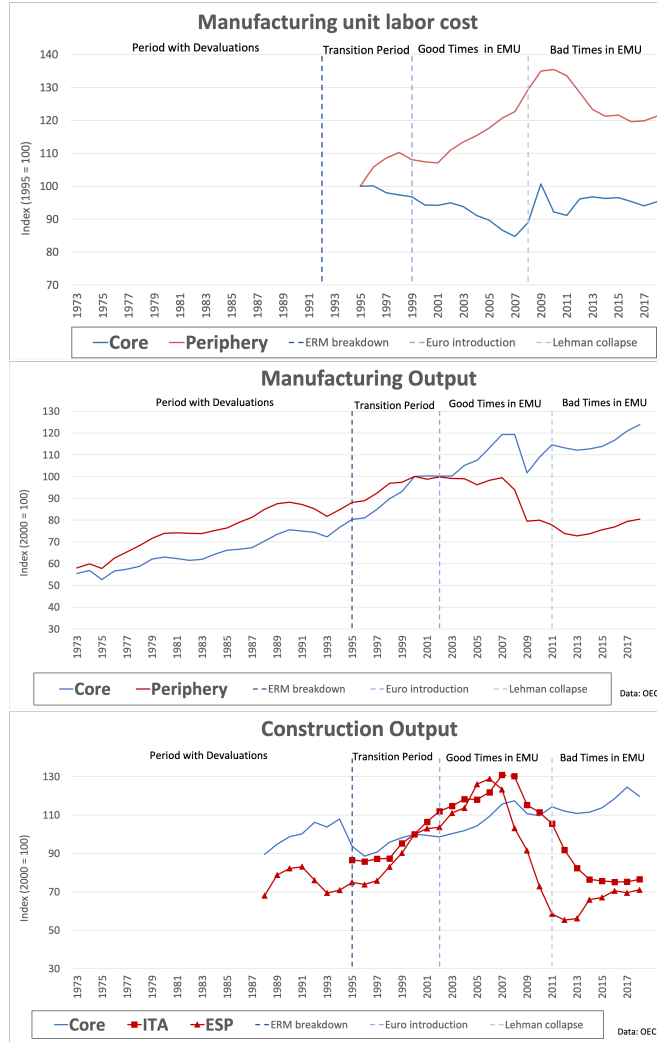 Manufacturing unit labor cost
Period with Devaluations Transition Period Good Times in EMU Bad Times in EMU
Index (1995 = 100)
140
130
120
110
100
90
80
70
1973 1975 1977 1979 1981 1983 1985 1987 1989 1991 1993 1995 1997 1999 2001 2003 2005 2007 2009 2011 2013 2015 2017
Core Periphery ERM breakdown Euro introduction Lehman collapse
Manufacturing Output
Period with Devaluations Transition Period Good Times in EMU Bad Times in EMU
Index (2000 = 100)
130
120
110
100
90
80
70
60
50
40
30
1973 1975 1977 1979 1981 1983 1985 1987 1989 1991 1993 1995 1997 1999 2001 2003 2005 2007 2009 2011 2013 2015 2017
Core Periphery ERM breakdown Euro introduction Lehman collapse
Data: OEC
Construction Output
Period with Devaluations Transition Period Good Times in EMU Bad Times in EMU
Index (2000 = 100)
130
110
90
70
50
30
1973 1975 1977 1979 1981 1983 1985 1987 1989 1991 1993 1995 1997 1999 2001 2003 2005 2007 2009 2011 2013 2015 2017
Core ITA ESP ERM breakdown Euro introduction Lehman collapse
Data: OEC